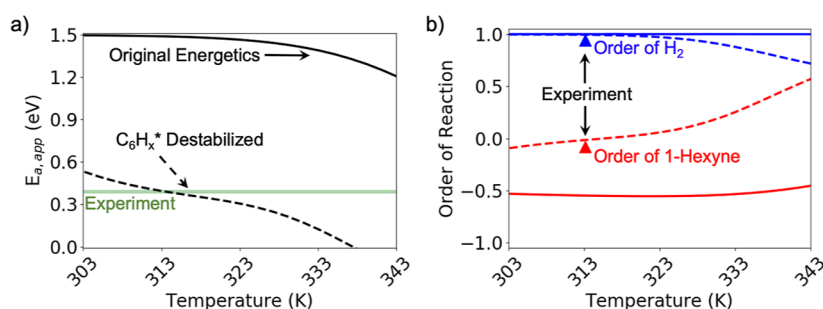 a)
1.5
1.2
0.9
0.6
0.3
0.0
E a, app (eV)
Original Energetics
C6Hx* Destabilized
Experiment
303
313
323
333
343
Temperature (K)
b)
1.0
0.5
0.0
−0.5
−1.0
Order of Reaction
Order of H2
Experiment
Order of 1-Hexyne
303
313
323
333
343
Temperature (K)